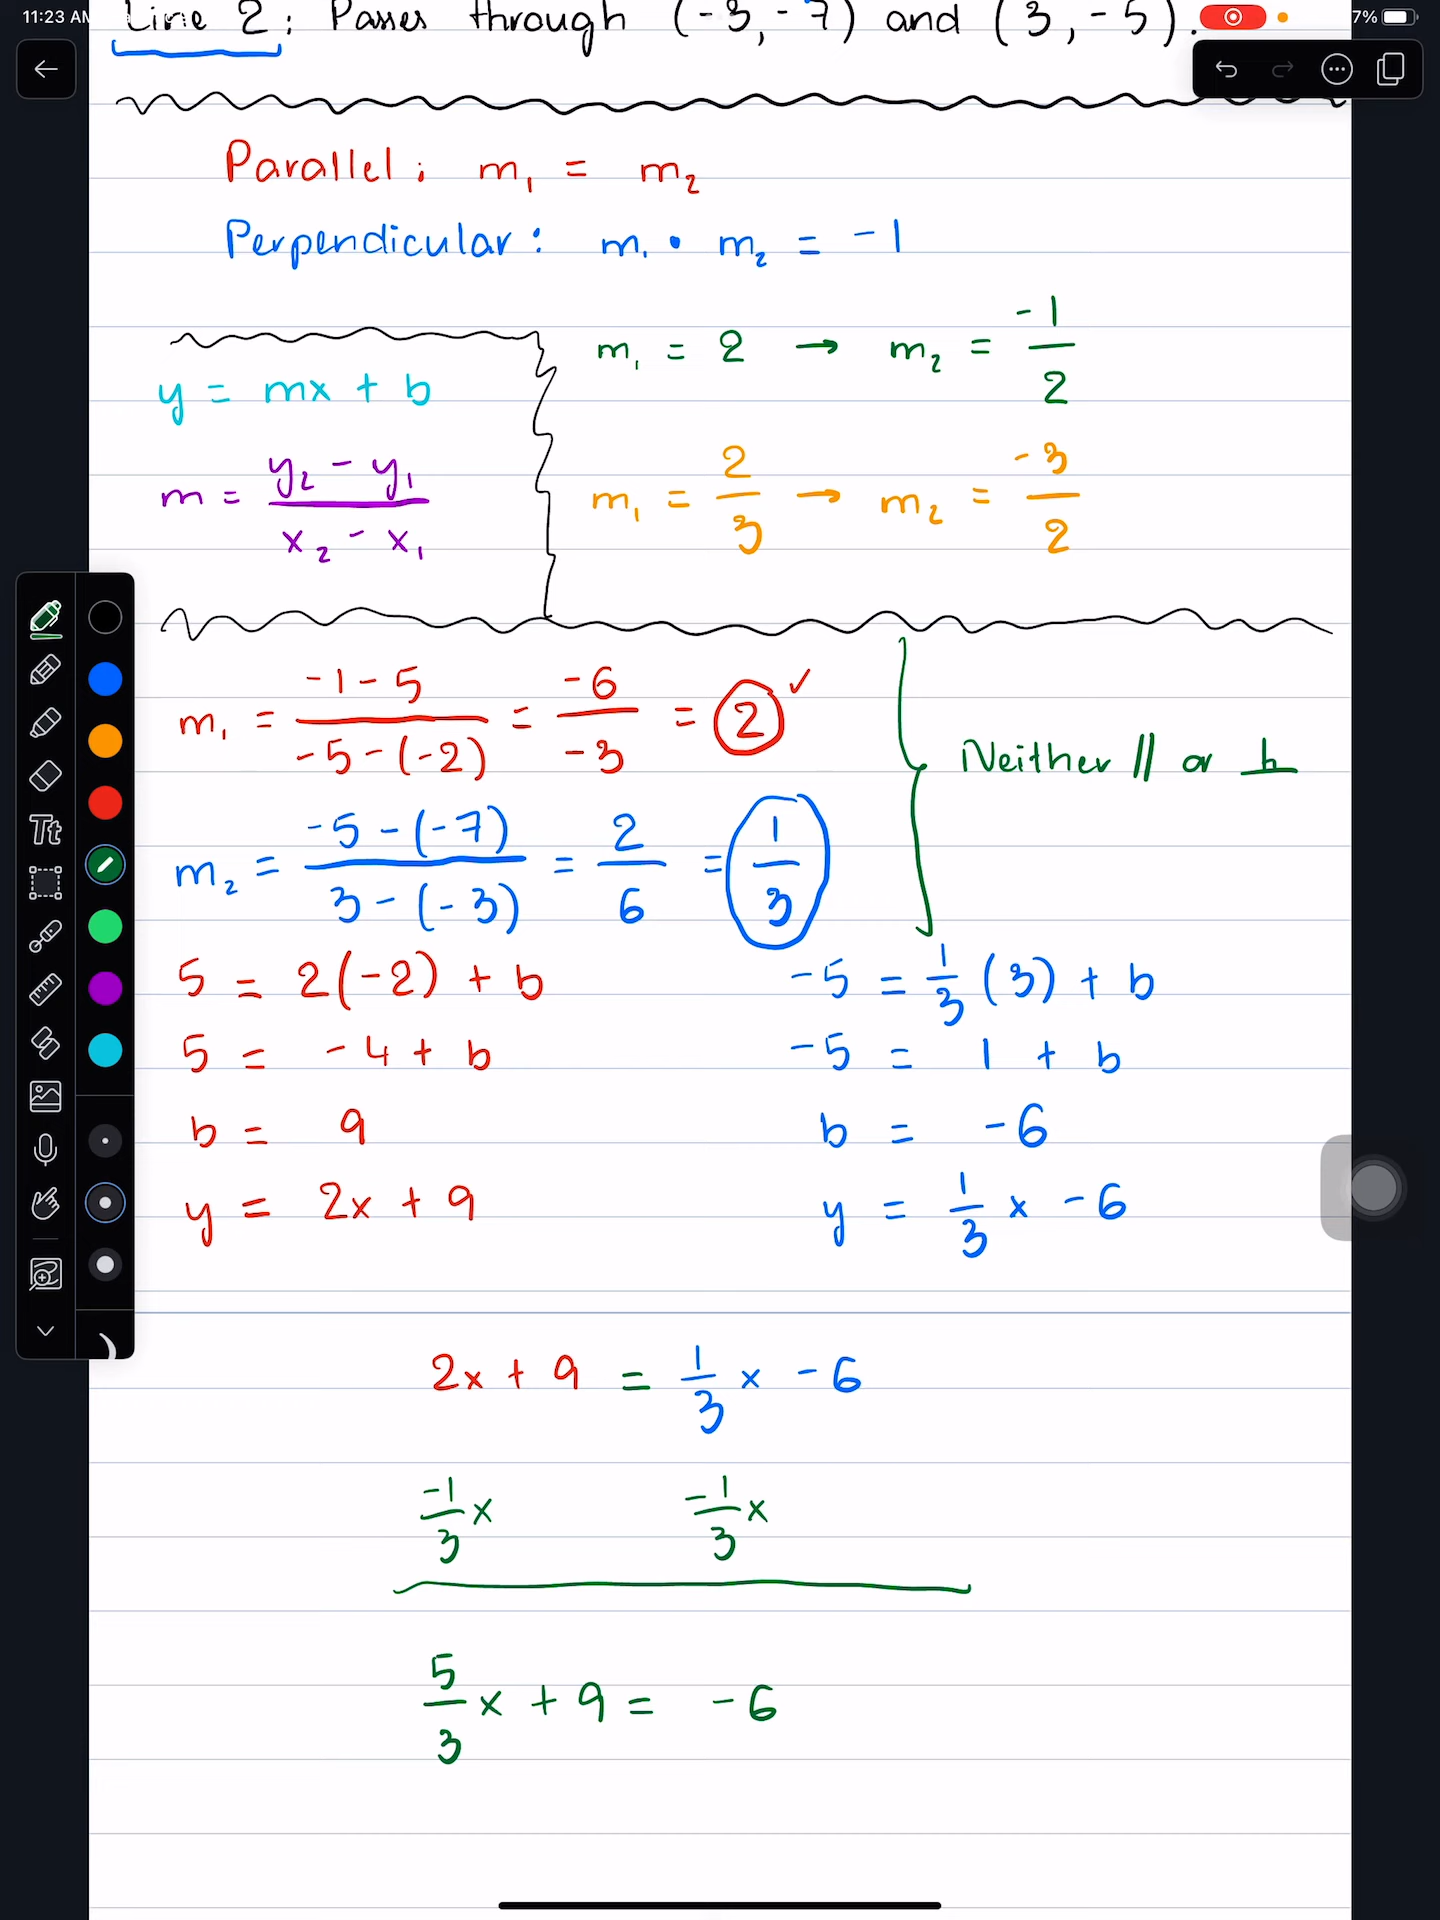 11:23 AM
7%
Line 2: Passes through (-3, -7) and (3, -5).
Parallel: m₁ = m₂
Perpendicular: m₁ • m₂ = -1
y = mx + b
m = (y₂ - y₁)/(x₂ - x₁)
m₁ = 2 → m₂ = -1/2
m₁ = 2/3 → m₂ = -3/2
m₁ = (-1-5)/(-5-(-2)) = -6/-3 = 2 ✓
m₂ = (-5-(-7))/(3-(-3)) = 2/6 = 1/3
Neither || or ⊥
5 = 2(-2) + b
5 = -4 + b
b = 9
y = 2x + 9
-5 = 1/3 (3) + b
-5 = 1 + b
b = -6
y = 1/3 x - 6
2x + 9 = 1/3 x - 6
-1/3 x -1/3 x
5/3 x + 9 = -6
Tt